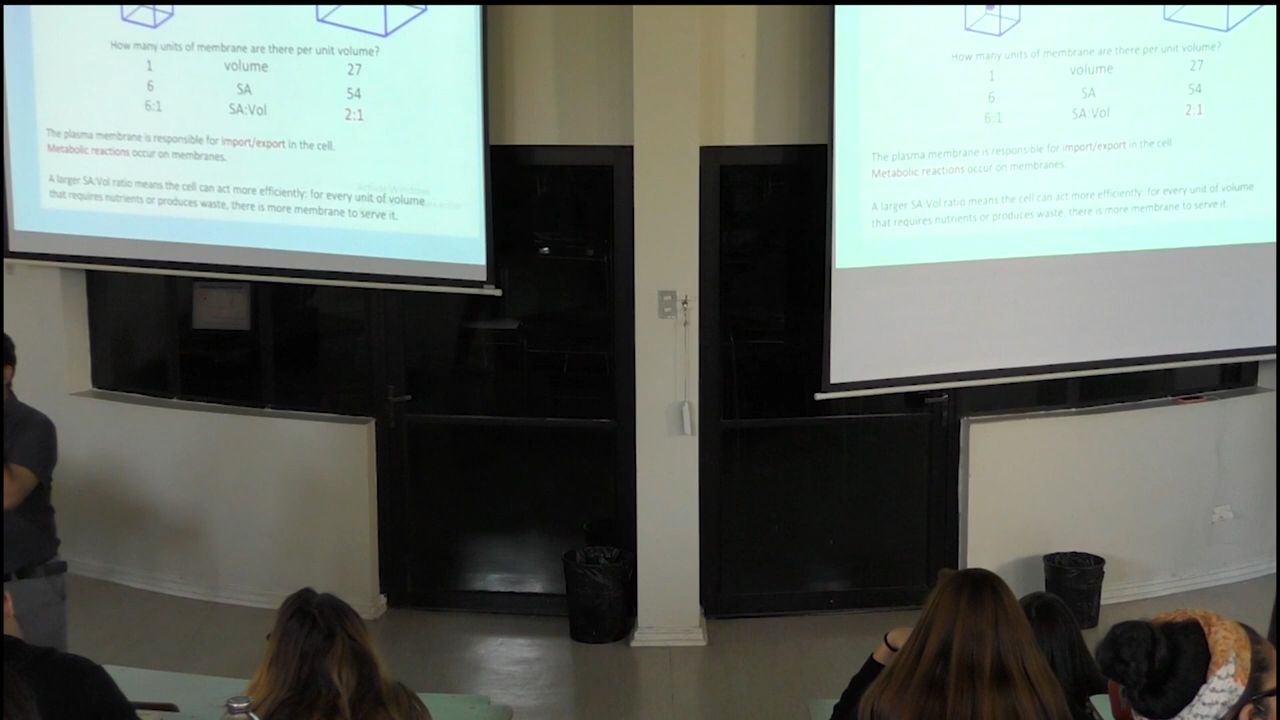 How many units of membrane are there per unit volume?
1 volume 27
6 SA 54
6:1 SA:Vol 2:1
The plasma membrane is responsible for import/export in the cell.
Metabolic reactions occur on membranes.
Activate Windows
A larger SA:Vol ratio means the cell can act more efficiently: for every unit of volume
that requires nutrients or produces waste, there is more membrane to serve it.
How many units of membrane are there per unit volume?
1 volume 27
6 SA 54
6:1 SA:Vol 2:1
The plasma membrane is responsible for import/export in the cell.
Metabolic reactions occur on membranes.
A larger SA:Vol ratio means the cell can act more efficiently: for every unit of volume
that requires nutrients or produces waste, there is more membrane to serve it.